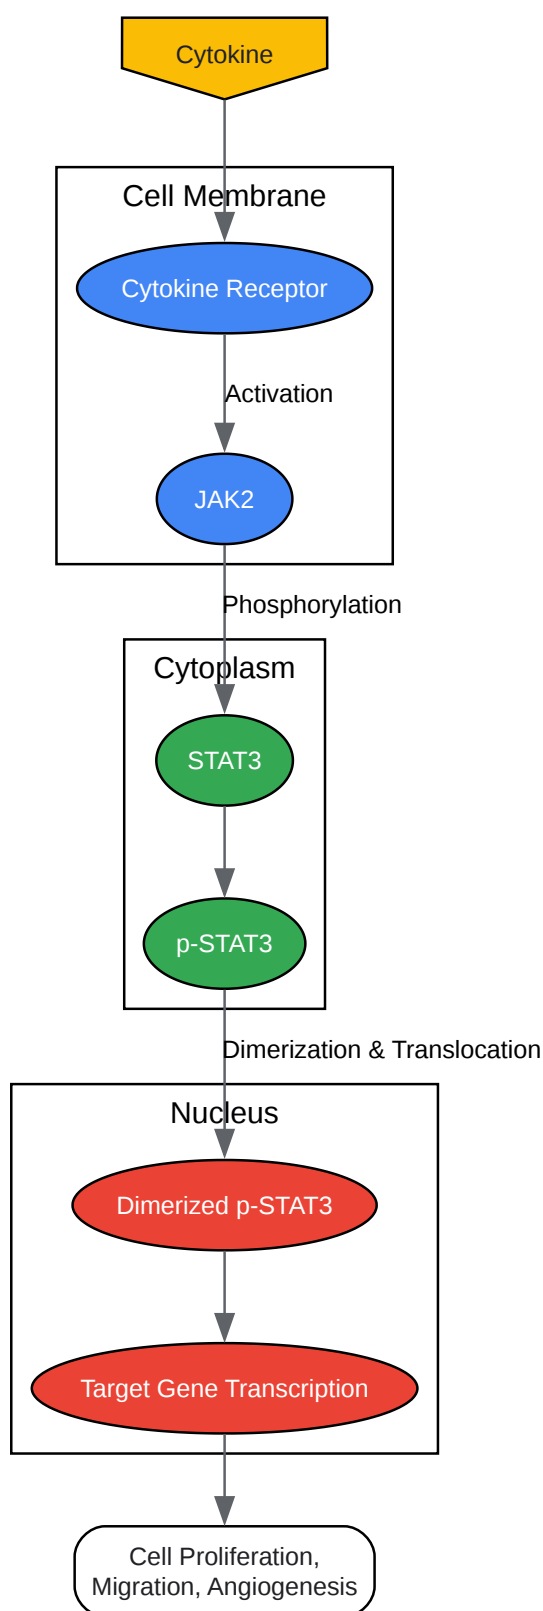 Cytokine
Cell Membrane
Cytokine Receptor
Activation
JAK2
Phosphorylation
Cytoplasm
STAT3
p-STAT3
Dimerization & Translocation
Nucleus
Dimerized p-STAT3
Target Gene Transcription
Cell Proliferation,
Migration, Angiogenesis